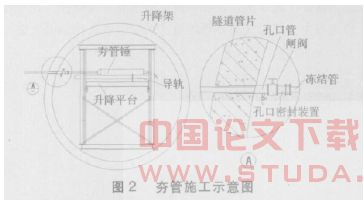 升降架
夯管锤
导轨
升降平台
A
隧道管片
孔口管
闸阀
冻结管
孔口密封装置
A
中国论文下载
WWW.STUDA.
图2 夯管施工示意图